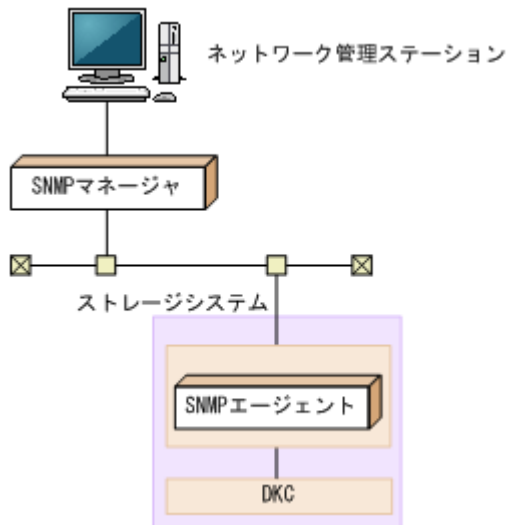 ネットワーク管理ステーション
SNMPマネージャ
ストレージシステム
SNMPエージェント
DKC